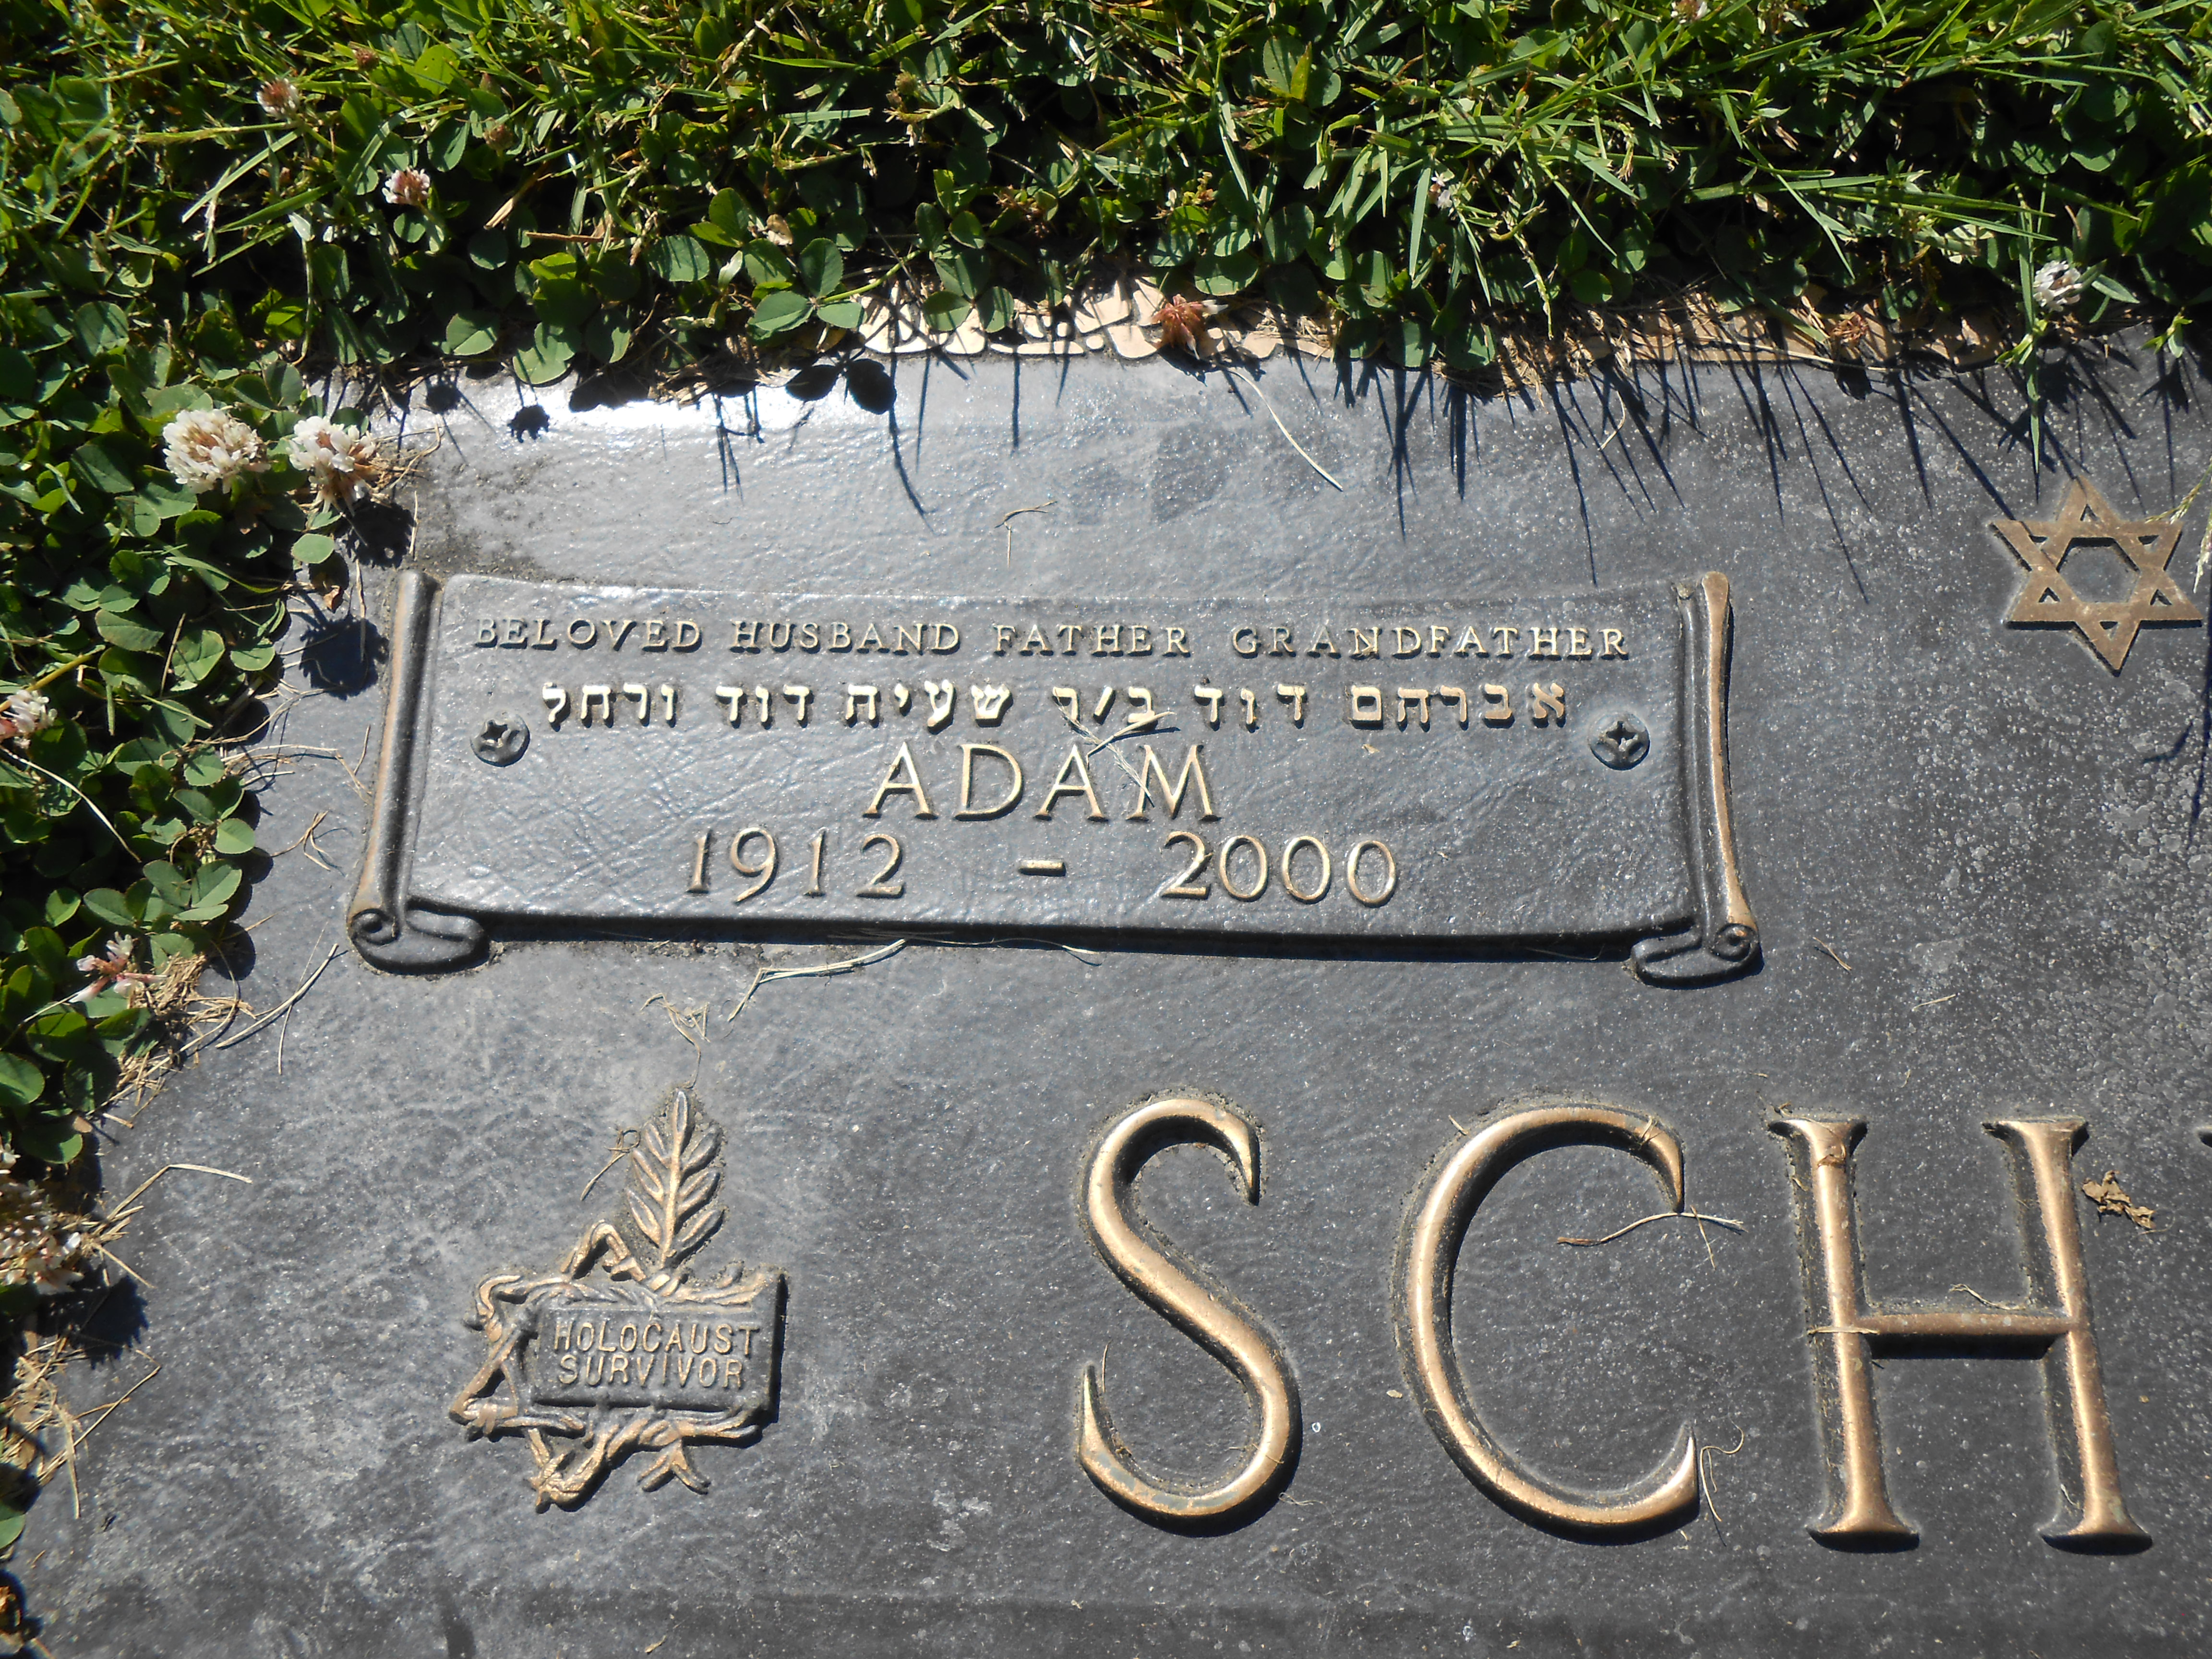 BELOVED HUSBAND FATHER GRANDFATHER
אברהם דוד ב/ר שעיה דוד ורחל
ADAM
1912 - 2000
HOLOCAUST
SURVIVOR
SCH